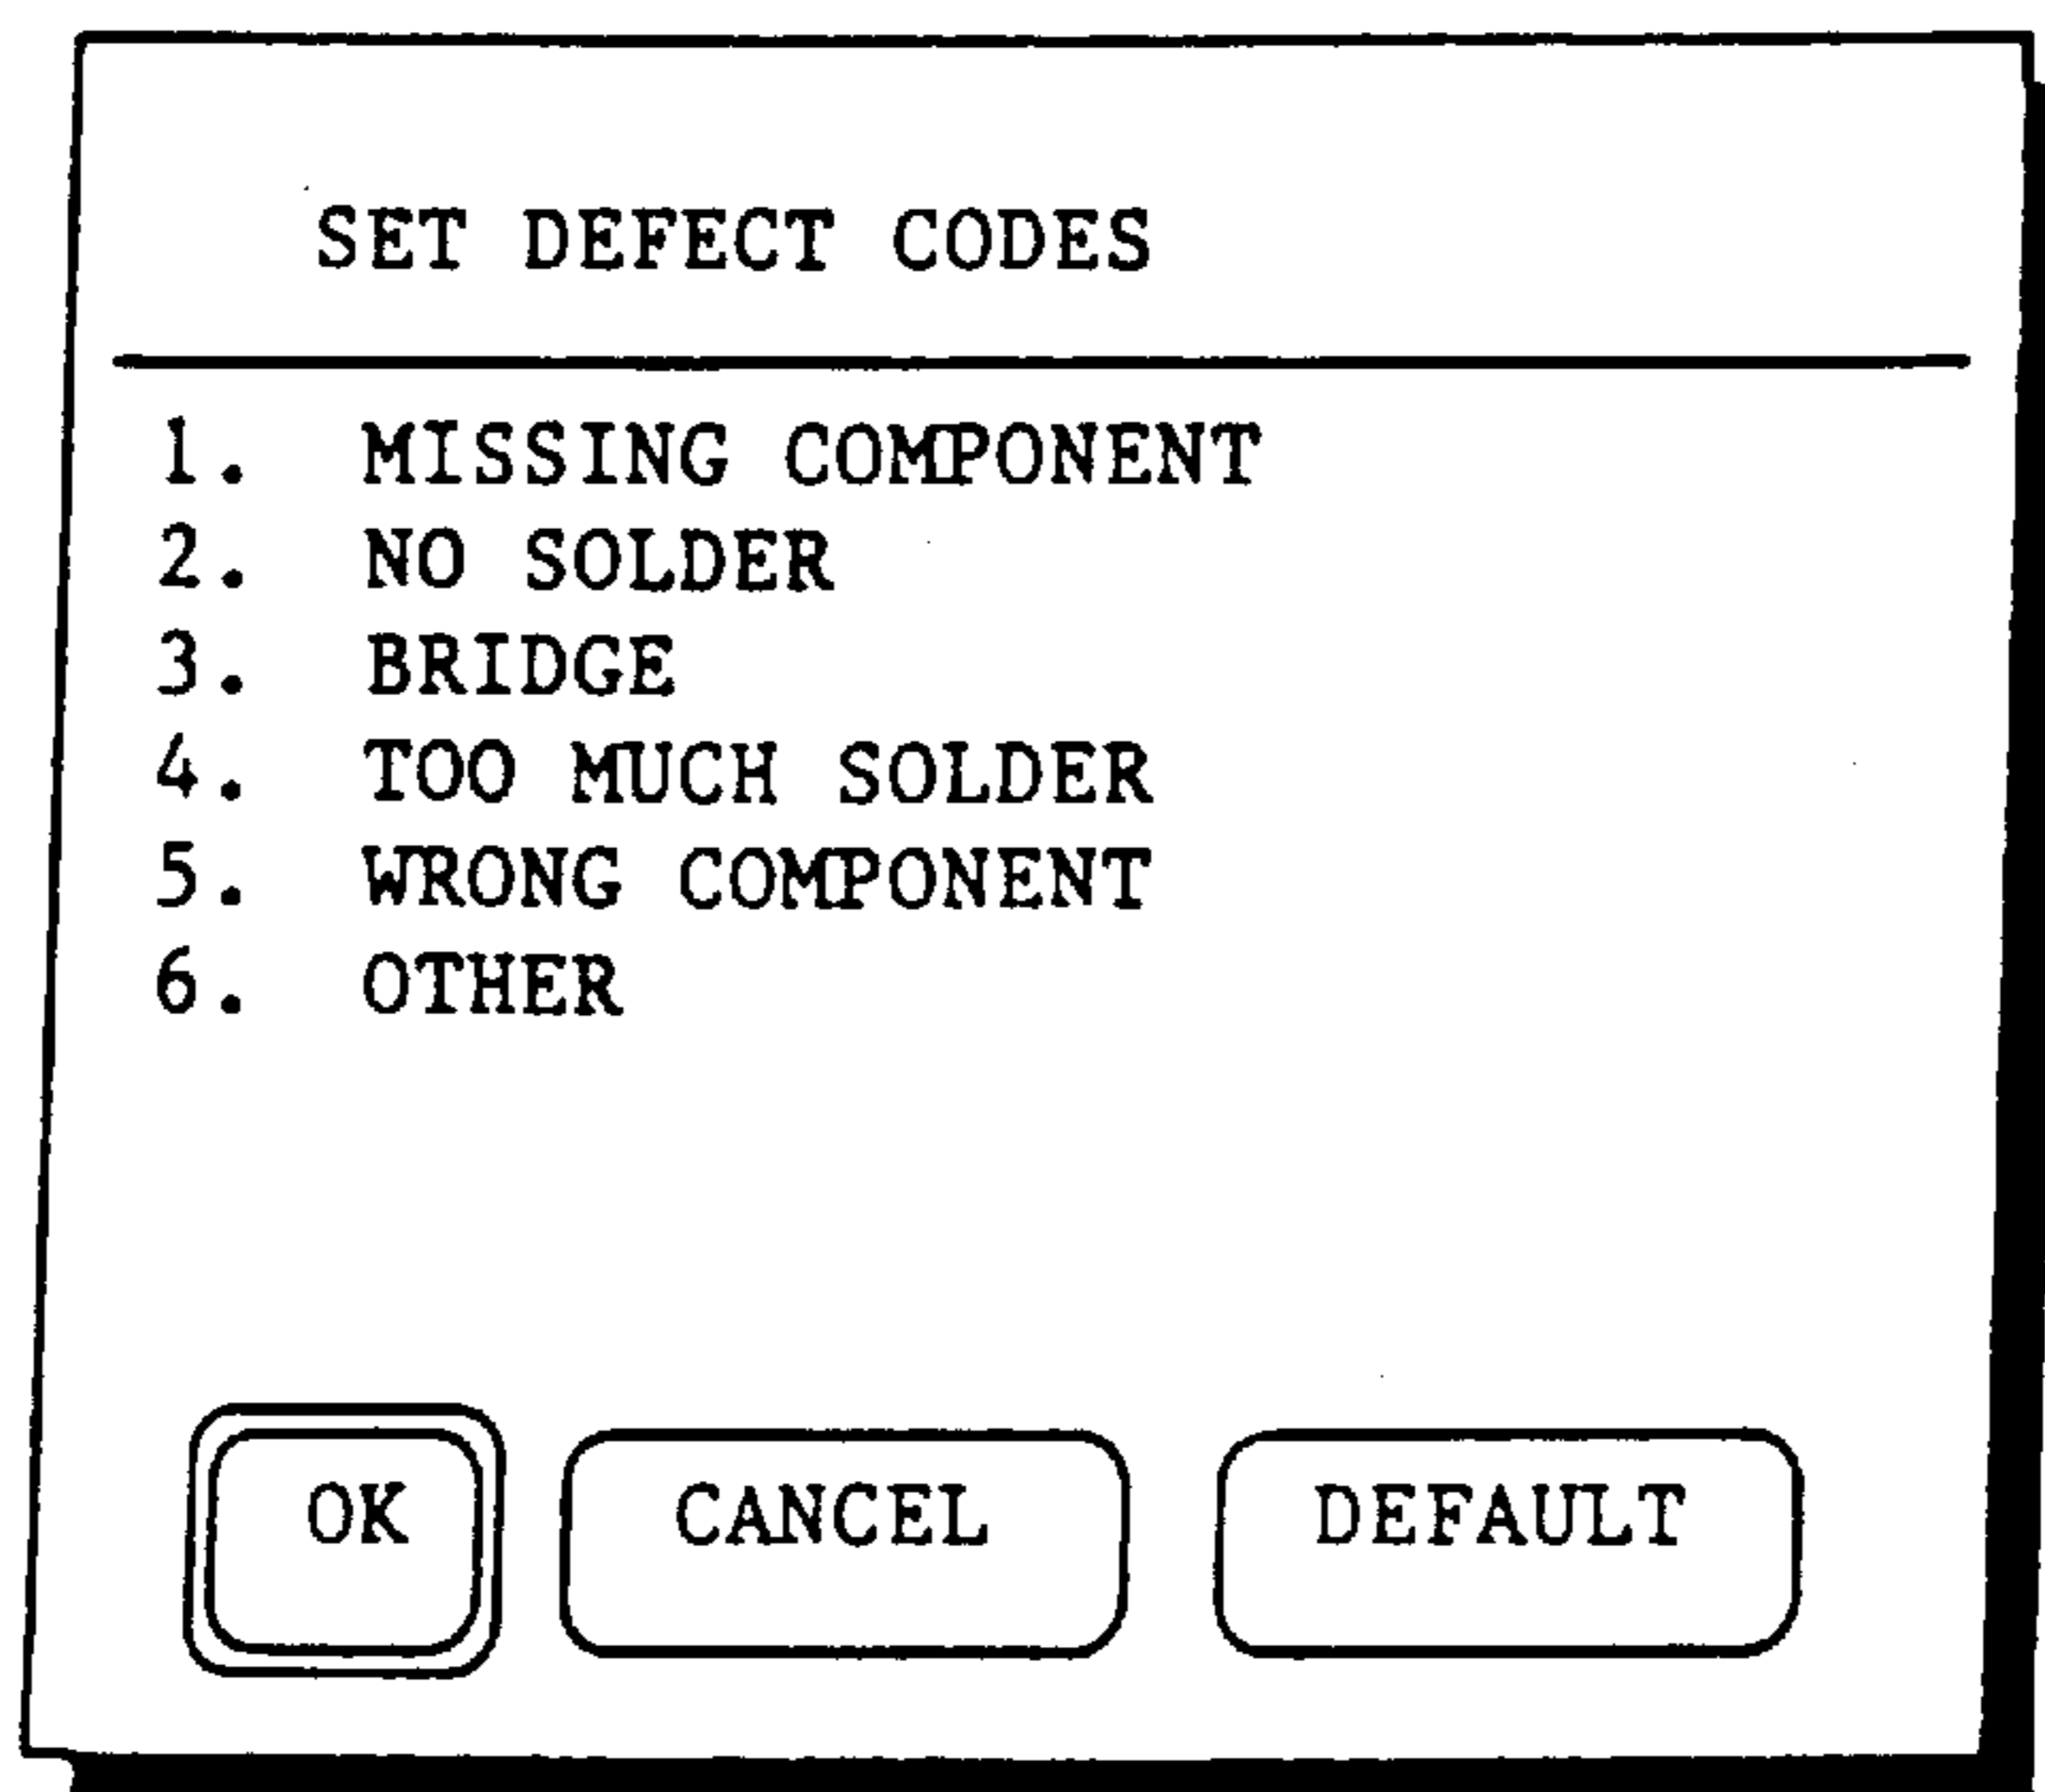 SET DEFECT CODES
1. MISSING COMPONENT
2. NO SOLDER
3. BRIDGE
4. TOO MUCH SOLDER
5. WRONG COMPONENT
6. OTHER
OK CANCEL DEFAULT